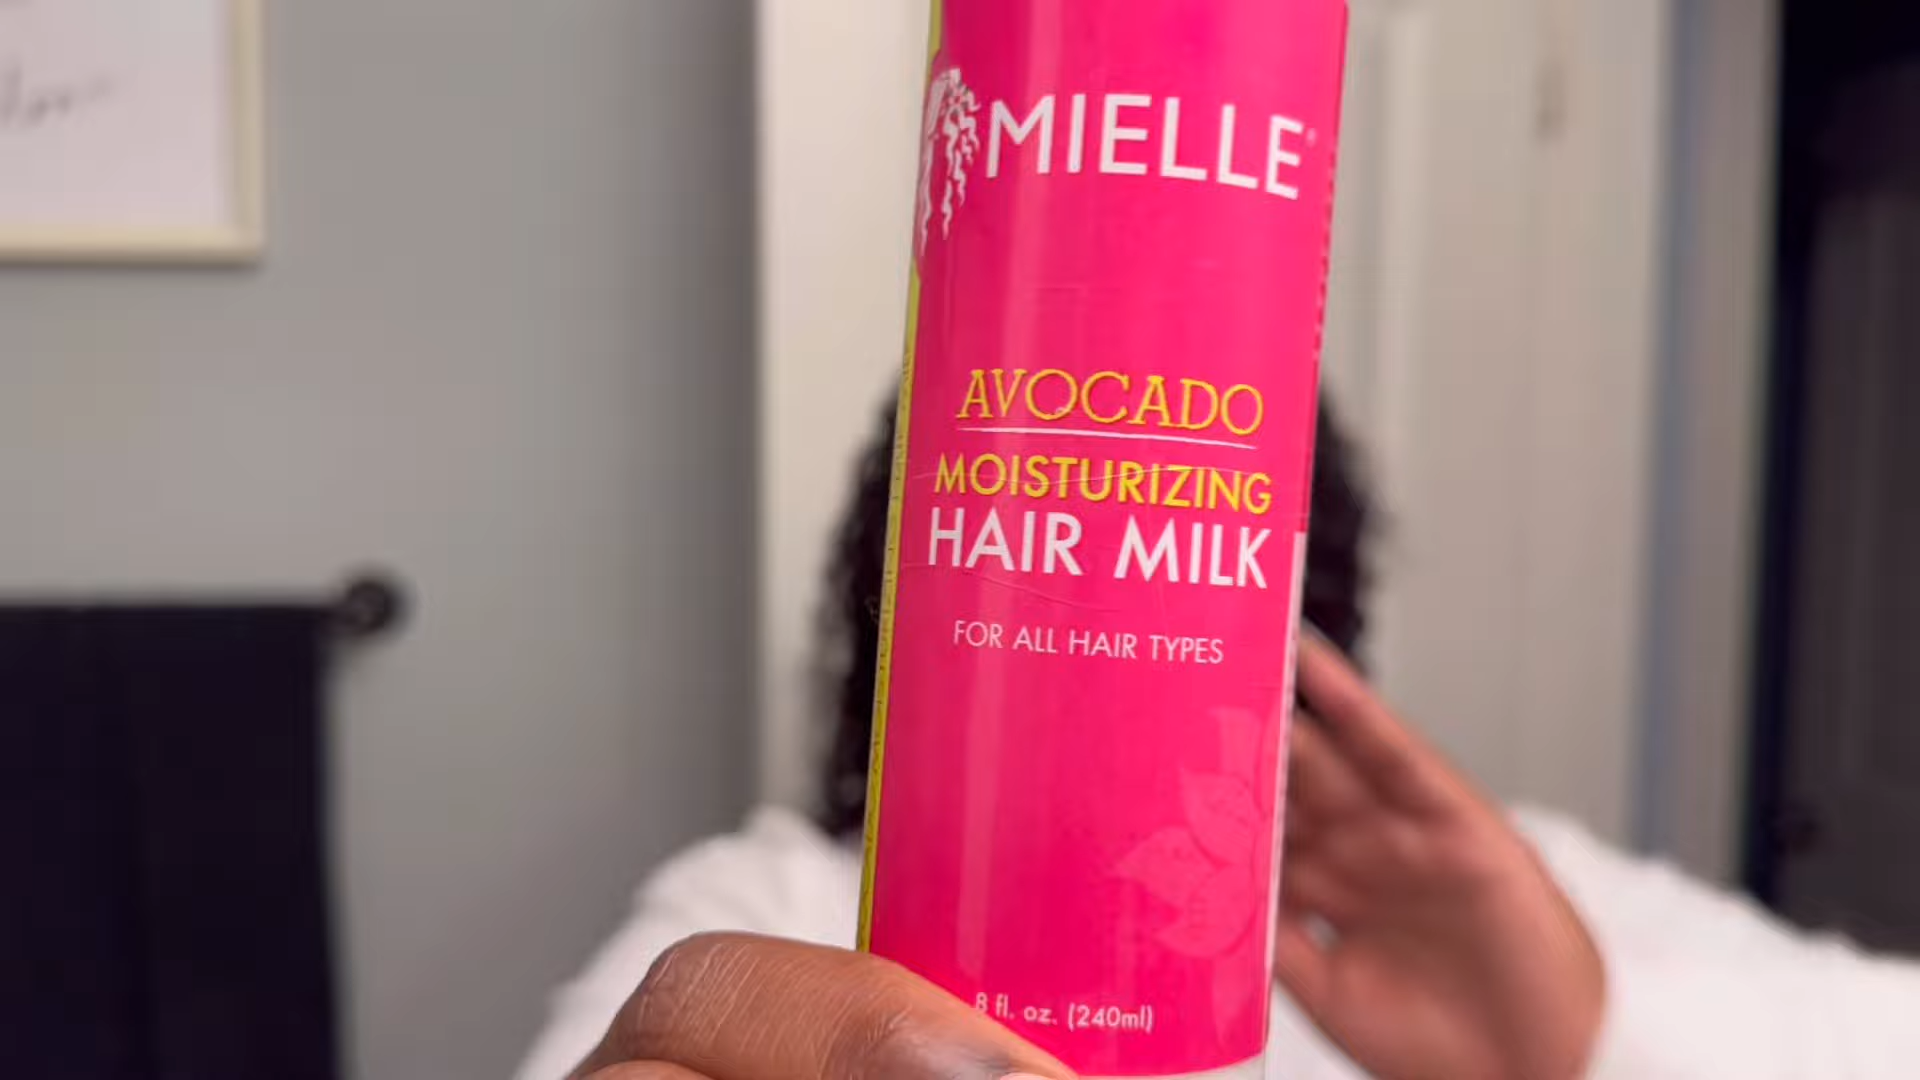 MIELLE
AVOCADO
MOISTURIZING
HAIR MILK
FOR ALL HAIR TYPES
8 fl. oz. (240ml)